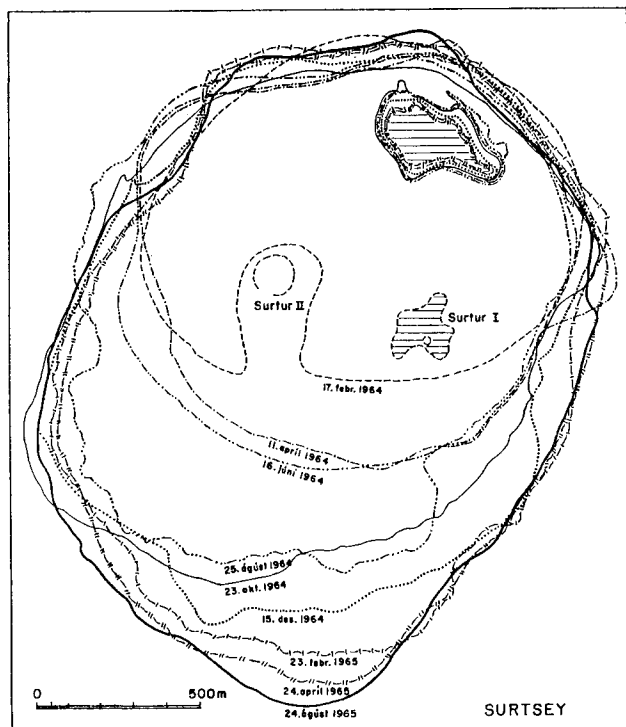 Surtur II
Surtur I
17. febr. 1964
11. apríl 1964
16. júní 1964
25. ágúst 1964
23. okt. 1964
15. des. 1964
23. febr. 1965
24. apríl 1965
24. ágúst 1965
0 500m
SURTSEY